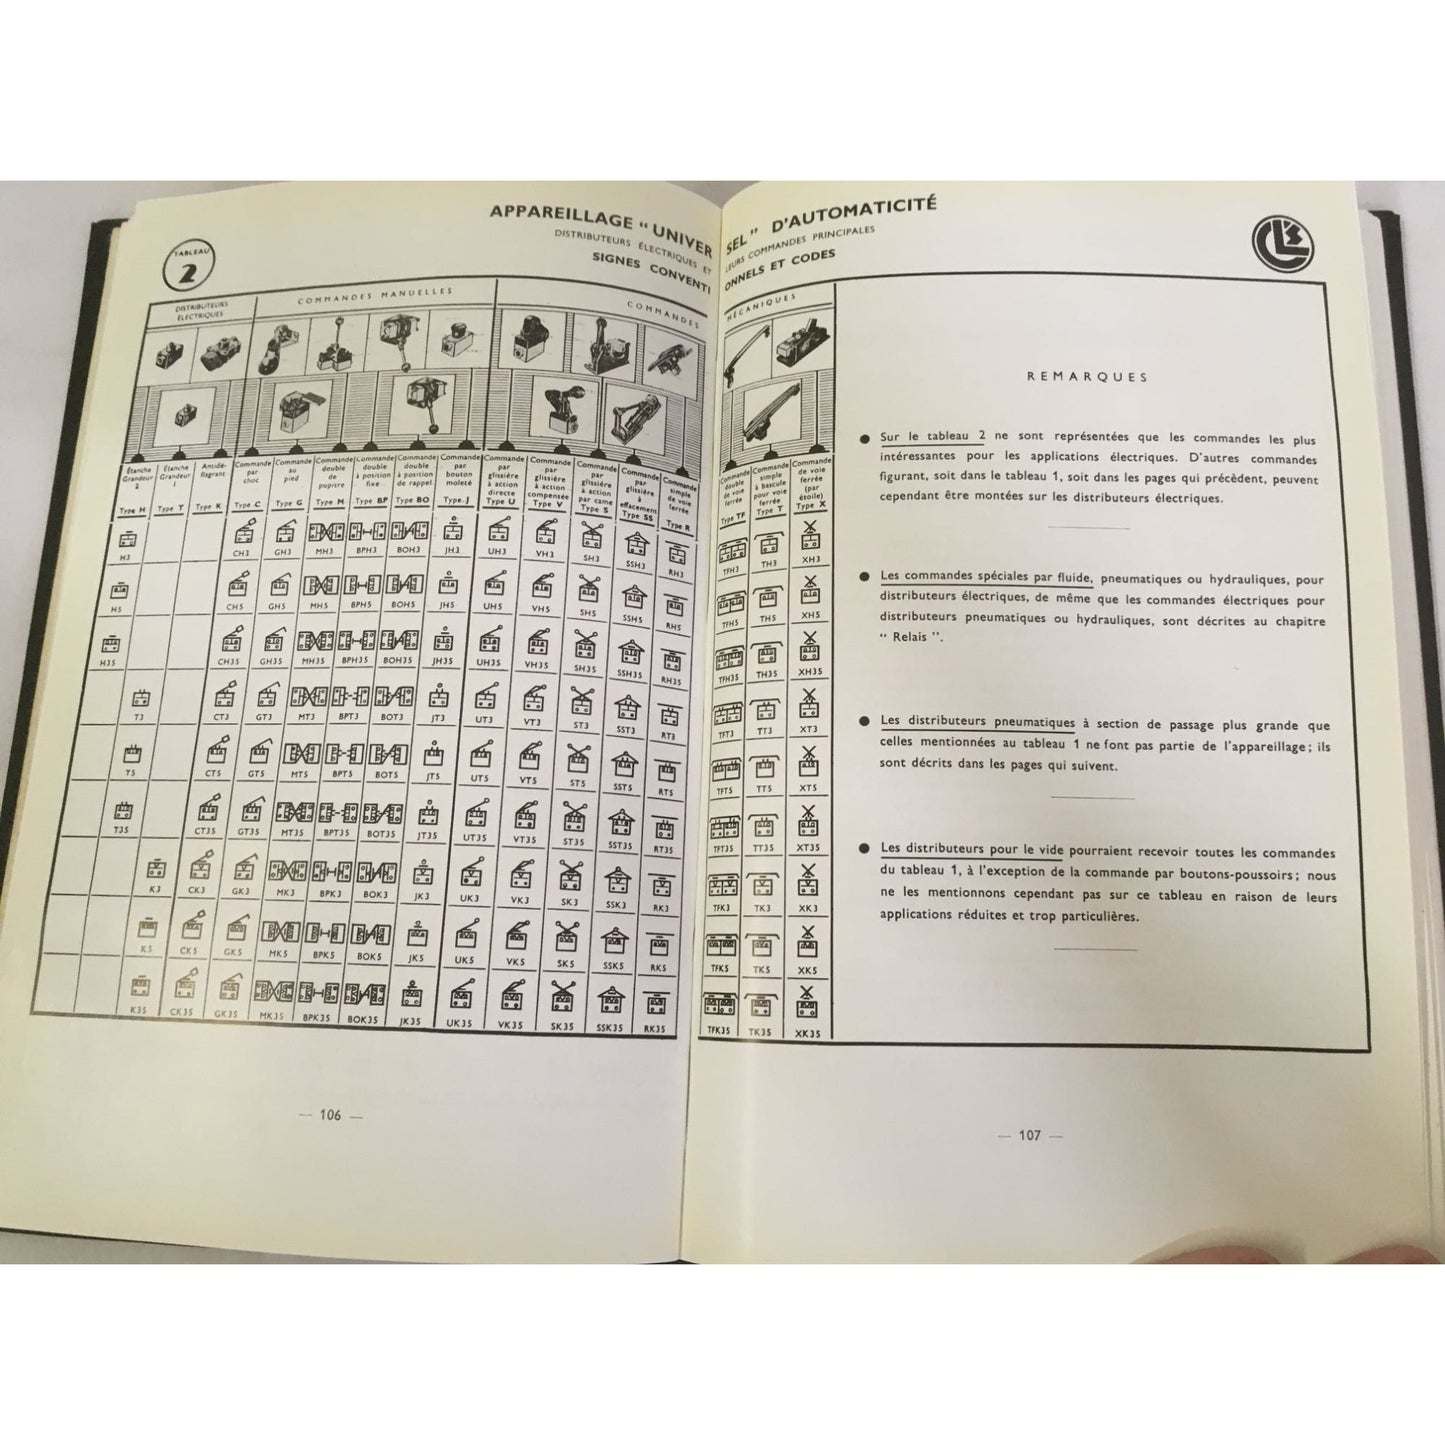 TABLEAU
2
APPAREILLAGE “ UNIVER
DISTRIBUTEURS ÉLECTRIQUES ET
SIGNES CONVENTI
DISTRIBUTEURS
ÉLECTRIQUES
COMMANDES MANUELLES
COMMANDES
Étanche Grandeur 2 Type H
Étanche Grandeur 1 Type T
Antidéflagrant Type K
Commande par choc Type C
Commande au pied Type G
Commande double de pupitre Type M
Commande double à position fixe Type BP
Commande double à position de rappel Type BO
Commande par bouton moleté Type J
Commande par glissière à action directe Type U
Commande par glissière à action compensée Type V
Commande par glissière à action par came Type S
Commande par glissière à effacement Type SS
Commande simple de voie ferrée Type R
H3 CH3 GH3 MH3 BPH3 BOH3 JH3 UH3 VH3 SH3 SSH3 RH3
H5 CH5 GH5 MH5 BPH5 BOH5 JH5 UH5 VH5 SH5 SSH5 RH5
H35 CH35 GH35 MH35 BPH35 BOH35 JH35 UH35 VH35 SH35 SSH35 RH35
T3 CT3 GT3 MT3 BPT3 BOT3 JT3 UT3 VT3 ST3 SST3 RT3
T5 CT5 GT5 MT5 BPT5 BOT5 JT5 UT5 VT5 ST5 SST5 RT5
T35 CT35 GT35 MT35 BPT35 BOT35 JT35 UT35 VT35 ST35 SST35 RT35
K3 CK3 GK3 MK3 BPK3 BOK3 JK3 UK3 VK3 SK3 SSK3 RK3
K5 CK5 GK5 MK5 BPK5 BOK5 JK5 UK5 VK5 SK5 SSK5 RK5
K35 CK35 GK35 MK35 BPK35 BOK35 JK35 UK35 VK35 SK35 SSK35 RK35
— 106 —
SEL ” D’AUTOMATICITÉ
LEURS COMMANDES PRINCIPALES
ONNELS ET CODES
MÉCANIQUES
Commande double de voie ferrée Type TF
Commande simple à bascule pour voie ferrée Type T
Commande de voie ferrée (par étoile) Type X
TFH3 TH3 XH3
TFH5 TH5 XH5
TFH35 TH35 XH35
TFT3 TT3 XT3
TFT5 TT5 XT5
TFT35 TT35 XT35
TFK3 TK3 XK3
TFK5 TK5 XK5
TFK35 TK35 XK35
REMARQUES
● Sur le tableau 2 ne sont représentées que les commandes les plus
intéressantes pour les applications électriques. D’autres commandes
figurant, soit dans le tableau 1, soit dans les pages qui précèdent, peuvent
cependant être montées sur les distributeurs électriques.
● Les commandes spéciales par fluide, pneumatiques ou hydrauliques, pour
distributeurs électriques, de même que les commandes électriques pour
distributeurs pneumatiques ou hydrauliques, sont décrites au chapitre
“ Relais ”.
● Les distributeurs pneumatiques à section de passage plus grande que
celles mentionnées au tableau 1 ne font pas partie de l’appareillage ; ils
sont décrits dans les pages qui suivent.
● Les distributeurs pour le vide pourraient recevoir toutes les commandes
du tableau 1, à l’exception de la commande par boutons-poussoirs ; nous
ne les mentionnons cependant pas sur ce tableau en raison de leurs
applications réduites et trop particulières.
— 107 —